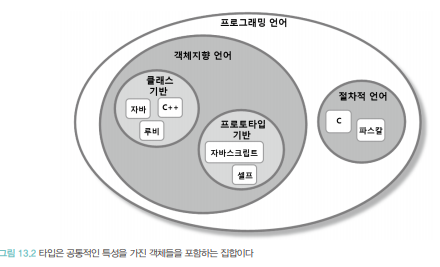 프로그래밍 언어
객체지향 언어
클래스
기반
자바
C++
루비
프로토타입
기반
자바스크립트
셀프
절차적 언어
C
파스칼
그림 13.2 타입은 공통적인 특성을 가진 객체들을 포함하는 집합이다